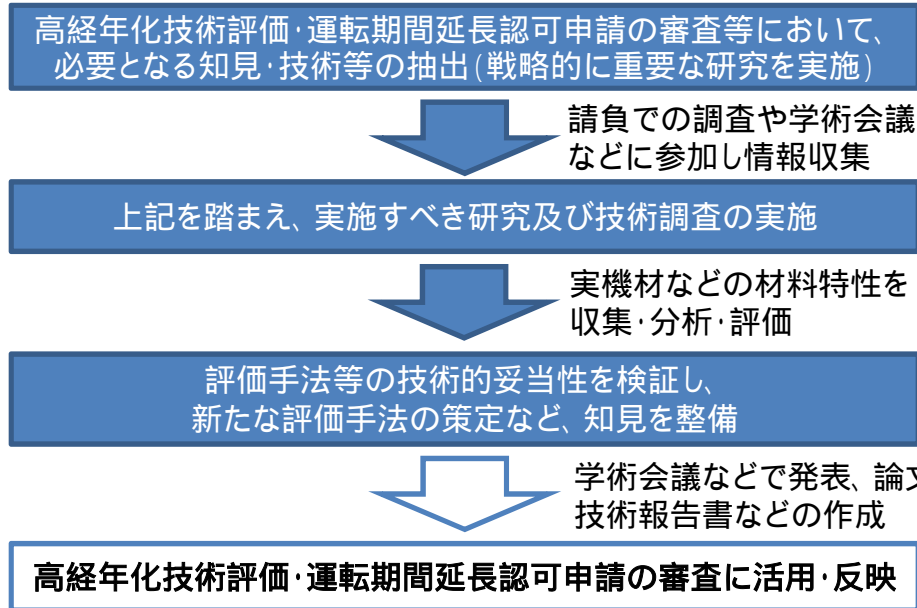 高経年化技術評価･運転期間延長認可申請の審査等において、
必要となる知見･技術等の抽出(戦略的に重要な研究を実施)
請負での調査や学術会議
などに参加し情報収集
上記を踏まえ、実施すべき研究及び技術調査の実施
実機材などの材料特性を
収集･分析･評価
評価手法等の技術的妥当性を検証し、
新たな評価手法の策定など、知見を整備
学術会議などで発表、論文
技術報告書などの作成
高経年化技術評価･運転期間延長認可申請の審査に活用･反映